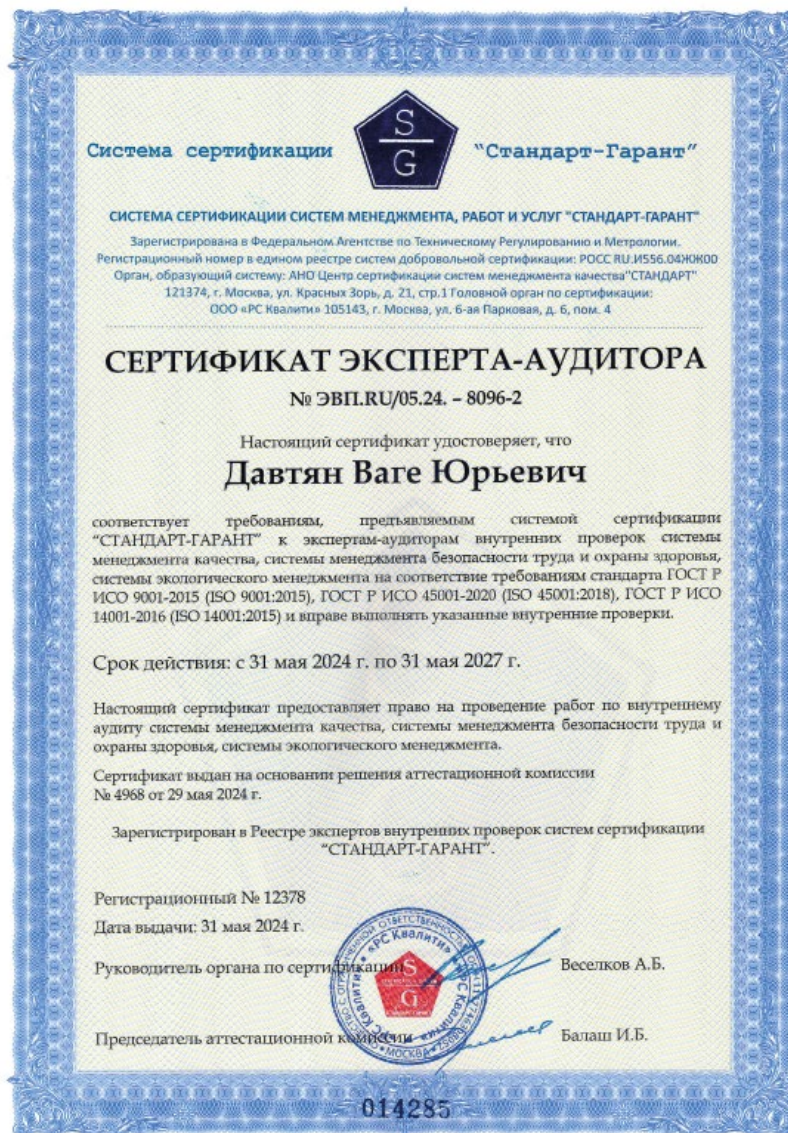 Система сертификации
S
G
"Стандарт-Гарант"
СИСТЕМА СЕРТИФИКАЦИИ СИСТЕМ МЕНЕДЖМЕНТА, РАБОТ И УСЛУГ "СТАНДАРТ-ГАРАНТ"
Зарегистрирована в Федеральном Агентстве по Техническому Регулированию и Метрологии.
Регистрационный номер в едином реестре систем добровольной сертификации: РОСС RU.И556.04ЖЖ00
Орган, образующий систему: АНО Центр сертификации систем менеджмента качества"СТАНДАРТ"
121374, г. Москва, ул. Красных Зорь, д. 21, стр.1 Головной орган по сертификации:
ООО «РС Квалити» 105143, г. Москва, ул. 6-ая Парковая, д. 6, пом. 4
СЕРТИФИКАТ ЭКСПЕРТА-АУДИТОРА
№ ЭВП.RU/05.24. – 8096-2
Настоящий сертификат удостоверяет, что
Давтян Ваге Юрьевич
соответствует требованиям, предъявляемым системой сертификации
"СТАНДАРТ-ГАРАНТ" к экспертам-аудиторам внутренних проверок системы
менеджмента качества, системы менеджмента безопасности труда и охраны здоровья,
системы экологического менеджмента на соответствие требованиям стандарта ГОСТ Р
ИСО 9001-2015 (ISO 9001:2015), ГОСТ Р ИСО 45001-2020 (ISO 45001:2018), ГОСТ Р ИСО
14001-2016 (ISO 14001:2015) и вправе выполнять указанные внутренние проверки.
Срок действия: с 31 мая 2024 г. по 31 мая 2027 г.
Настоящий сертификат предоставляет право на проведение работ по внутреннему
аудиту системы менеджмента качества, системы менеджмента безопасности труда и
охраны здоровья, системы экологического менеджмента.
Сертификат выдан на основании решения аттестационной комиссии
№ 4968 от 29 мая 2024 г.
Зарегистрирован в Реестре экспертов внутренних проверок систем сертификации
"СТАНДАРТ-ГАРАНТ".
Регистрационный № 12378
Дата выдачи: 31 мая 2024 г.
Руководитель органа по сертификации
Веселков А.Б.
«РС Квалити»
S
G
МОСКВА
Председатель аттестационной комиссии
Балаш И.Б.
014285